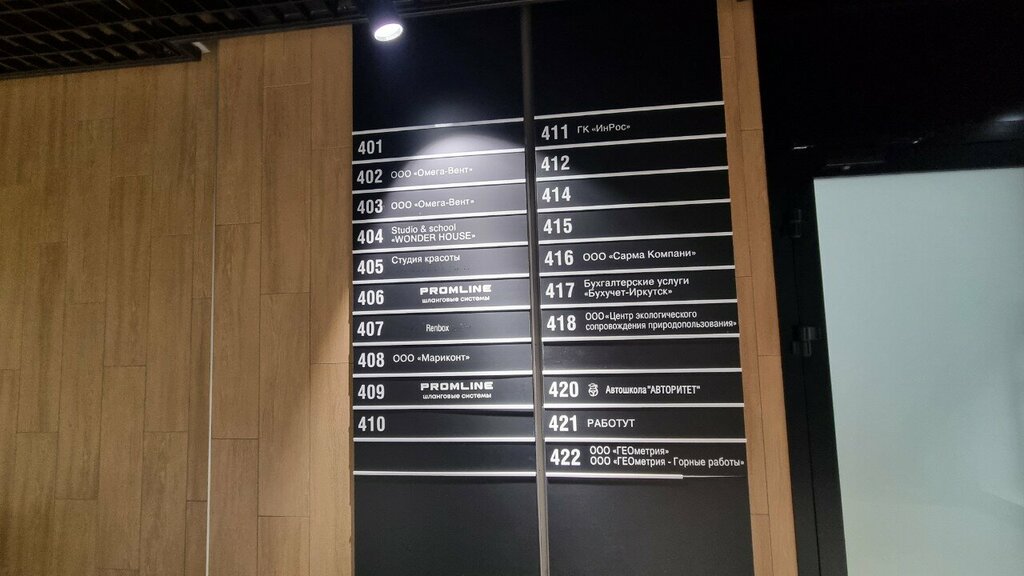 401
402 ООО «Омега-Вент»
403 ООО «Омега-Вент»
404 Studio & school
«WONDER HOUSE»
405 Студия красоты
406 PROMLINE
шланговые системы
407 Renbox
408 ООО «Мариконт»
409 PROMLINE
шланговые системы
410
411 ГК «ИнРос»
412
414
415
416 ООО «Сарма Компани»
417 Бухгалтерские услуги
«Бухучет-Иркутск»
418 ООО«Центр экологического
сопровождения природопользования»
420 Автошкола"АВТОРИТЕТ"
421 РАБОТУТ
422 ООО «ГЕОметрия»
ООО «ГЕОметрия - Горные работы»